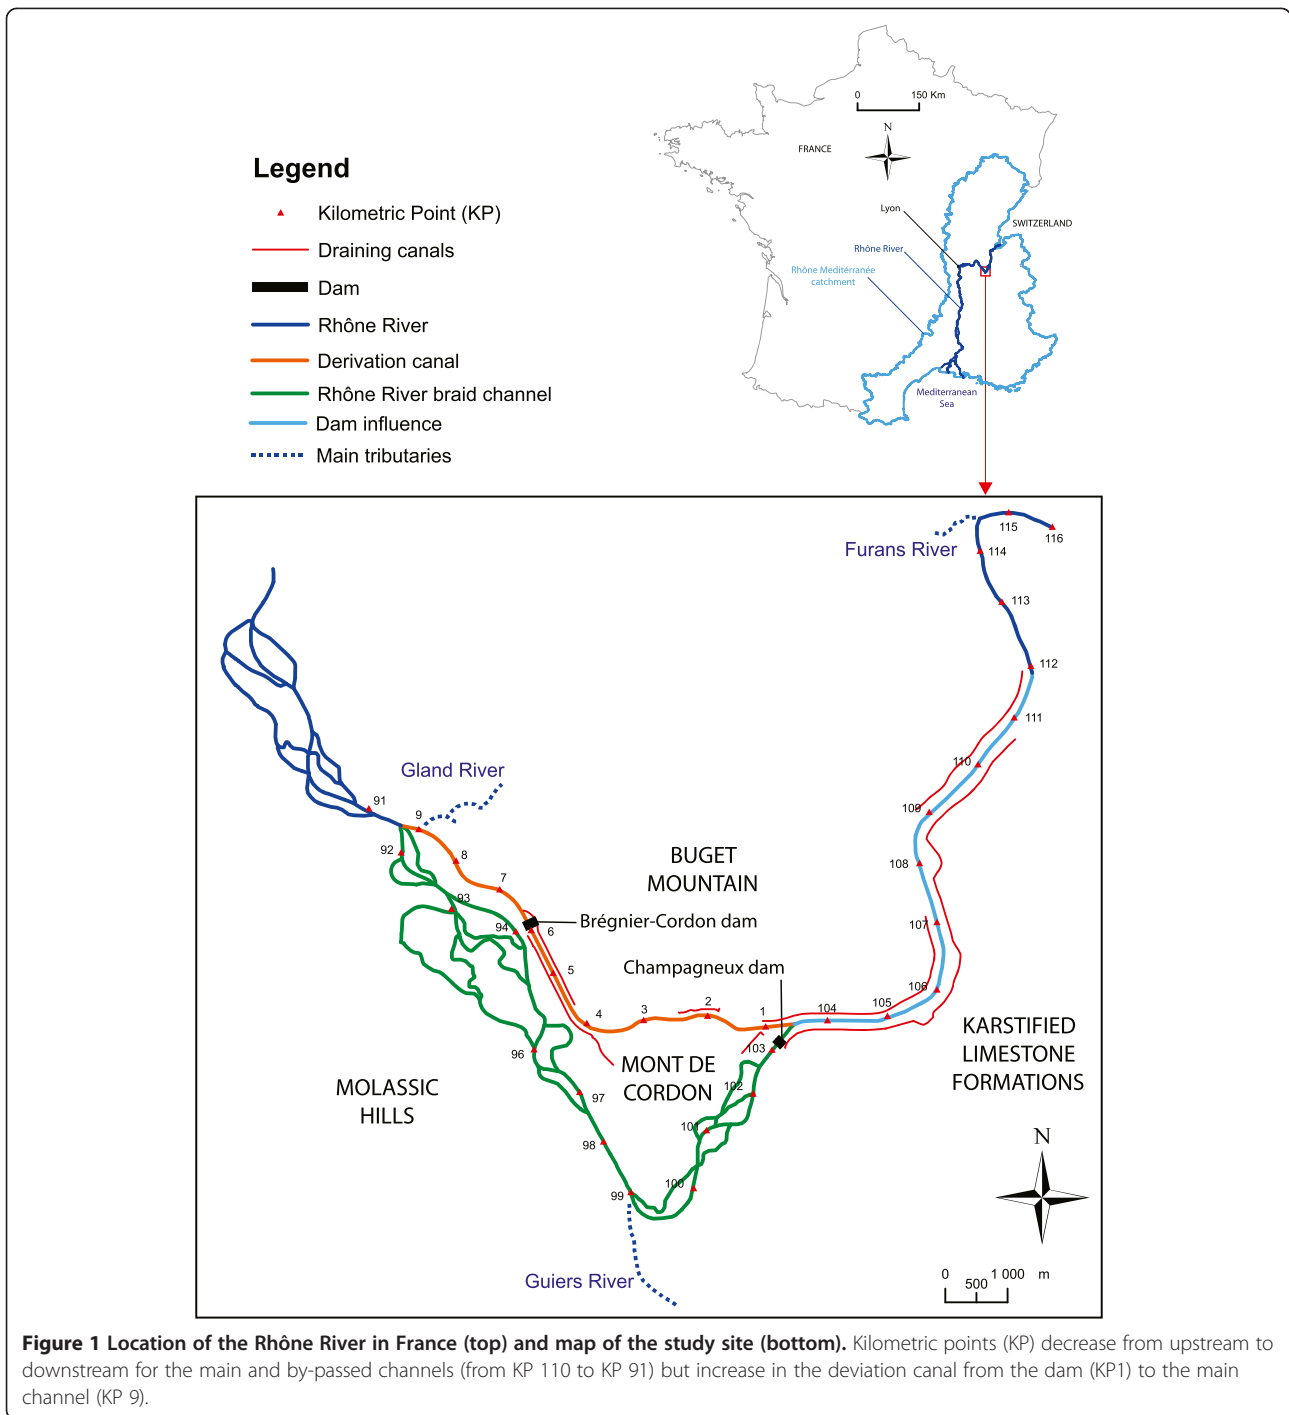 0 150 Km
N
FRANCE
Lyon
SWITZERLAND
Rhône River
Rhône Mediterranée
catchment
Mediterranean
Sea
Legend
Kilometric Point (KP)
Draining canals
Dam
Rhône River
Derivation canal
Rhône River braid channel
Dam influence
Main tributaries
115
116
Furans River
114
113
112
111
110
109
108
107
106
105
104
Gland River
91
9
92
8
7
93
94
6
5
4
3
2
1
BUGET
MOUNTAIN
Brégnier-Cordon dam
Champagneux dam
103
102
101
100
96
97
98
99
MONT DE
CORDON
MOLASSIC
HILLS
KARSTIFIED
LIMESTONE
FORMATIONS
Guiers River
N
0 1 000 m
500
Figure 1 Location of the Rhône River in France (top) and map of the study site (bottom). Kilometric points (KP) decrease from upstream to
downstream for the main and by-passed channels (from KP 110 to KP 91) but increase in the deviation canal from the dam (KP1) to the main
channel (KP 9).